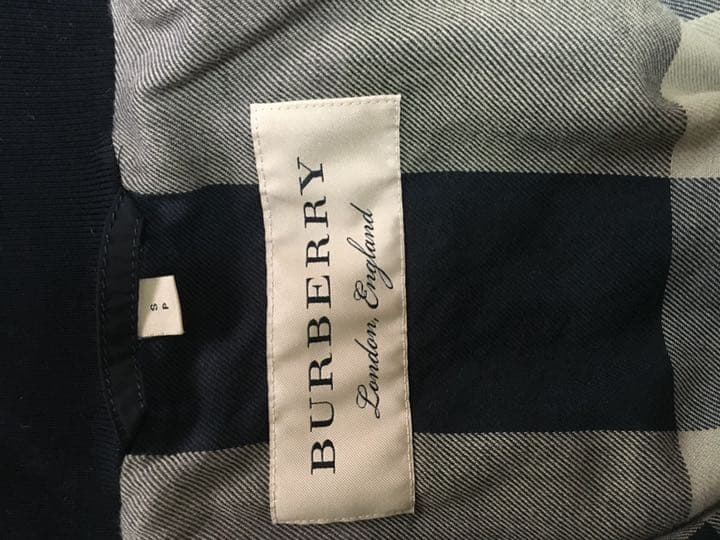 BURBERRY
London, England
S
P